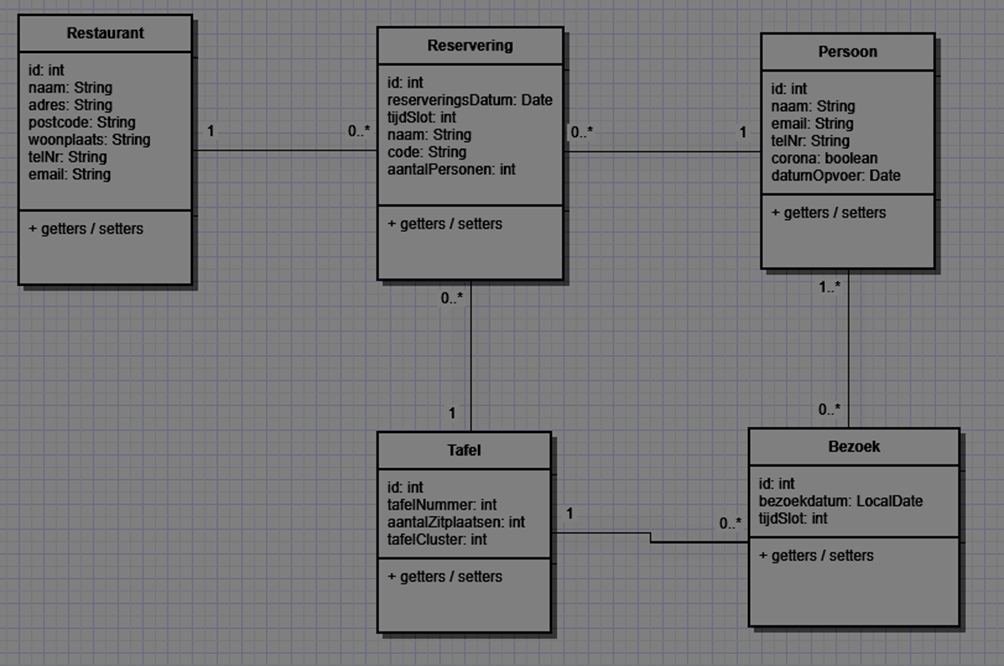 Restaurant
id: int
naam: String
adres: String
postcode: String
woonplaats: String
telNr: String
email: String
+ getters / setters
1
0..*
Reservering
id: int
reserveringsDatum: Date
tijdSlot: int
naam: String
code: String
aantalPersonen: int
+ getters / setters
0..*
1
Persoon
id: int
naam: String
email: String
telNr: String
corona: boolean
datumOpvoer: Date
+ getters / setters
0..*
1
1..*
0..*
Tafel
id: int
tafelNummer: int
aantalZitplaatsen: int
tafelCluster: int
+ getters / setters
1
0..*
Bezoek
id: int
bezoekdatum: LocalDate
tijdSlot: int
+ getters / setters